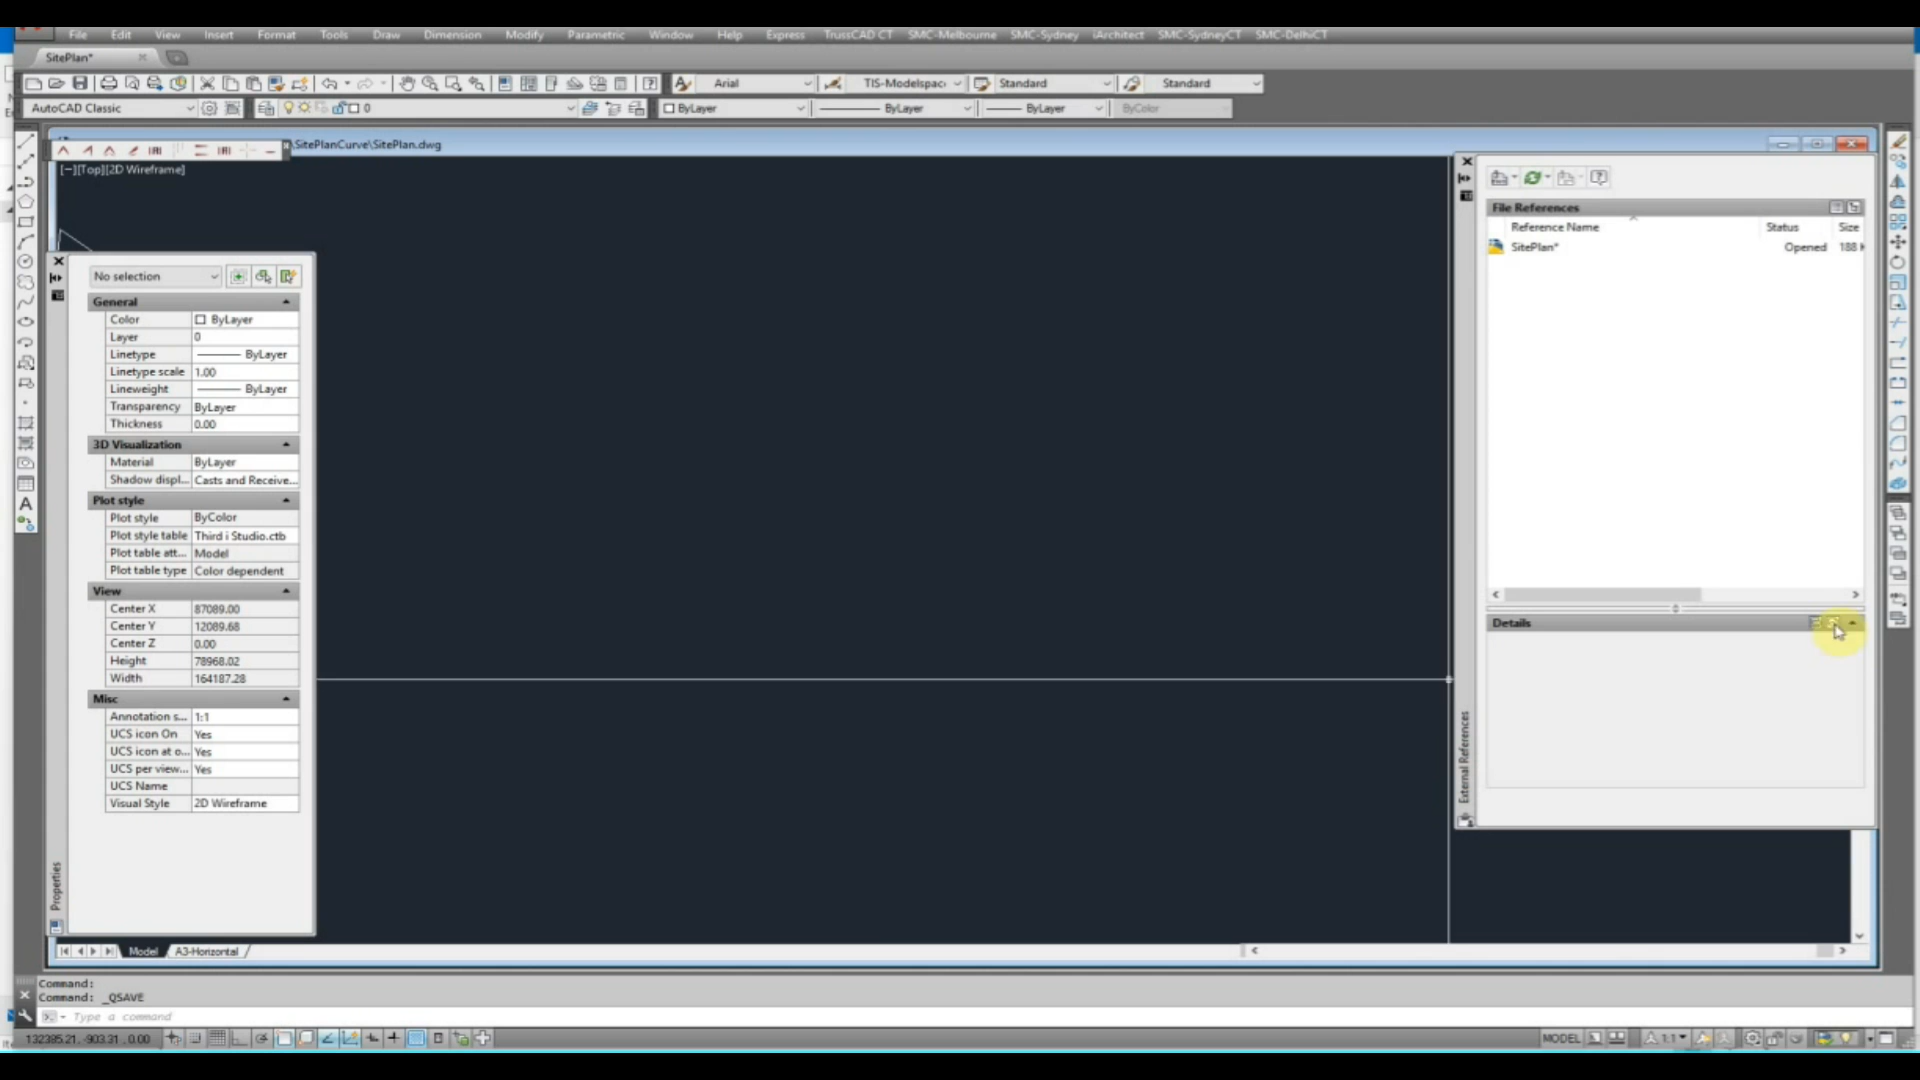 File Edit View Insert Format Tools Draw Dimension Modify Parametric Window Help Express TrussCAD CT SMC-Melbourne SMC-Sydney iArchitect SMC-SydneyCT SMC-DelhiCT
SitePlan*
Arial TIS-Modelspac Standard Standard
AutoCAD Classic 0 ByLayer ByLayer ByLayer ByColor
\SitePlanCurve\SitePlan.dwg
[−][Top][2D Wireframe]
File References
Reference Name Status Size
SitePlan* Opened 188
Details
External References
No selection
General
Color ByLayer
Layer 0
Linetype ByLayer
Linetype scale 1.00
Lineweight ByLayer
Transparency ByLayer
Thickness 0.00
3D Visualization
Material ByLayer
Shadow displ... Casts and Receive...
Plot style
Plot style ByColor
Plot style table Third i Studio.ctb
Plot table att... Model
Plot table type Color dependent
View
Center X 87089.00
Center Y 12089.68
Center Z 0.00
Height 78968.02
Width 164187.28
Misc
Annotation s... 1:1
UCS icon On Yes
UCS icon at o... Yes
UCS per view... Yes
UCS Name
Visual Style 2D Wireframe
Properties
Model A3-Horizontal
Command:
Command: _QSAVE
Type a command
132385.21, -903.31, 0.00 MODEL 1:1